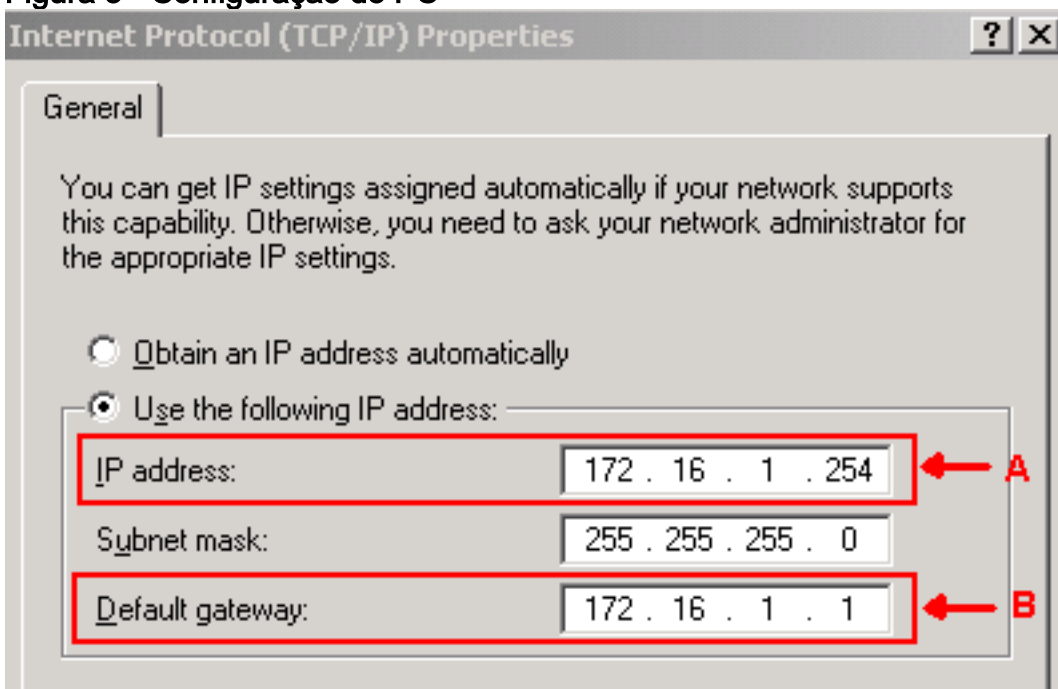 Internet Protocol (TCP/IP) Properties ? X
General
You can get IP settings assigned automatically if your network supports
this capability. Otherwise, you need to ask your network administrator for
the appropriate IP settings.
Obtain an IP address automatically
Use the following IP address:
IP address: 172 . 16 . 1 . 254 A
Subnet mask: 255 . 255 . 255 . 0
Default gateway: 172 . 16 . 1 . 1 B